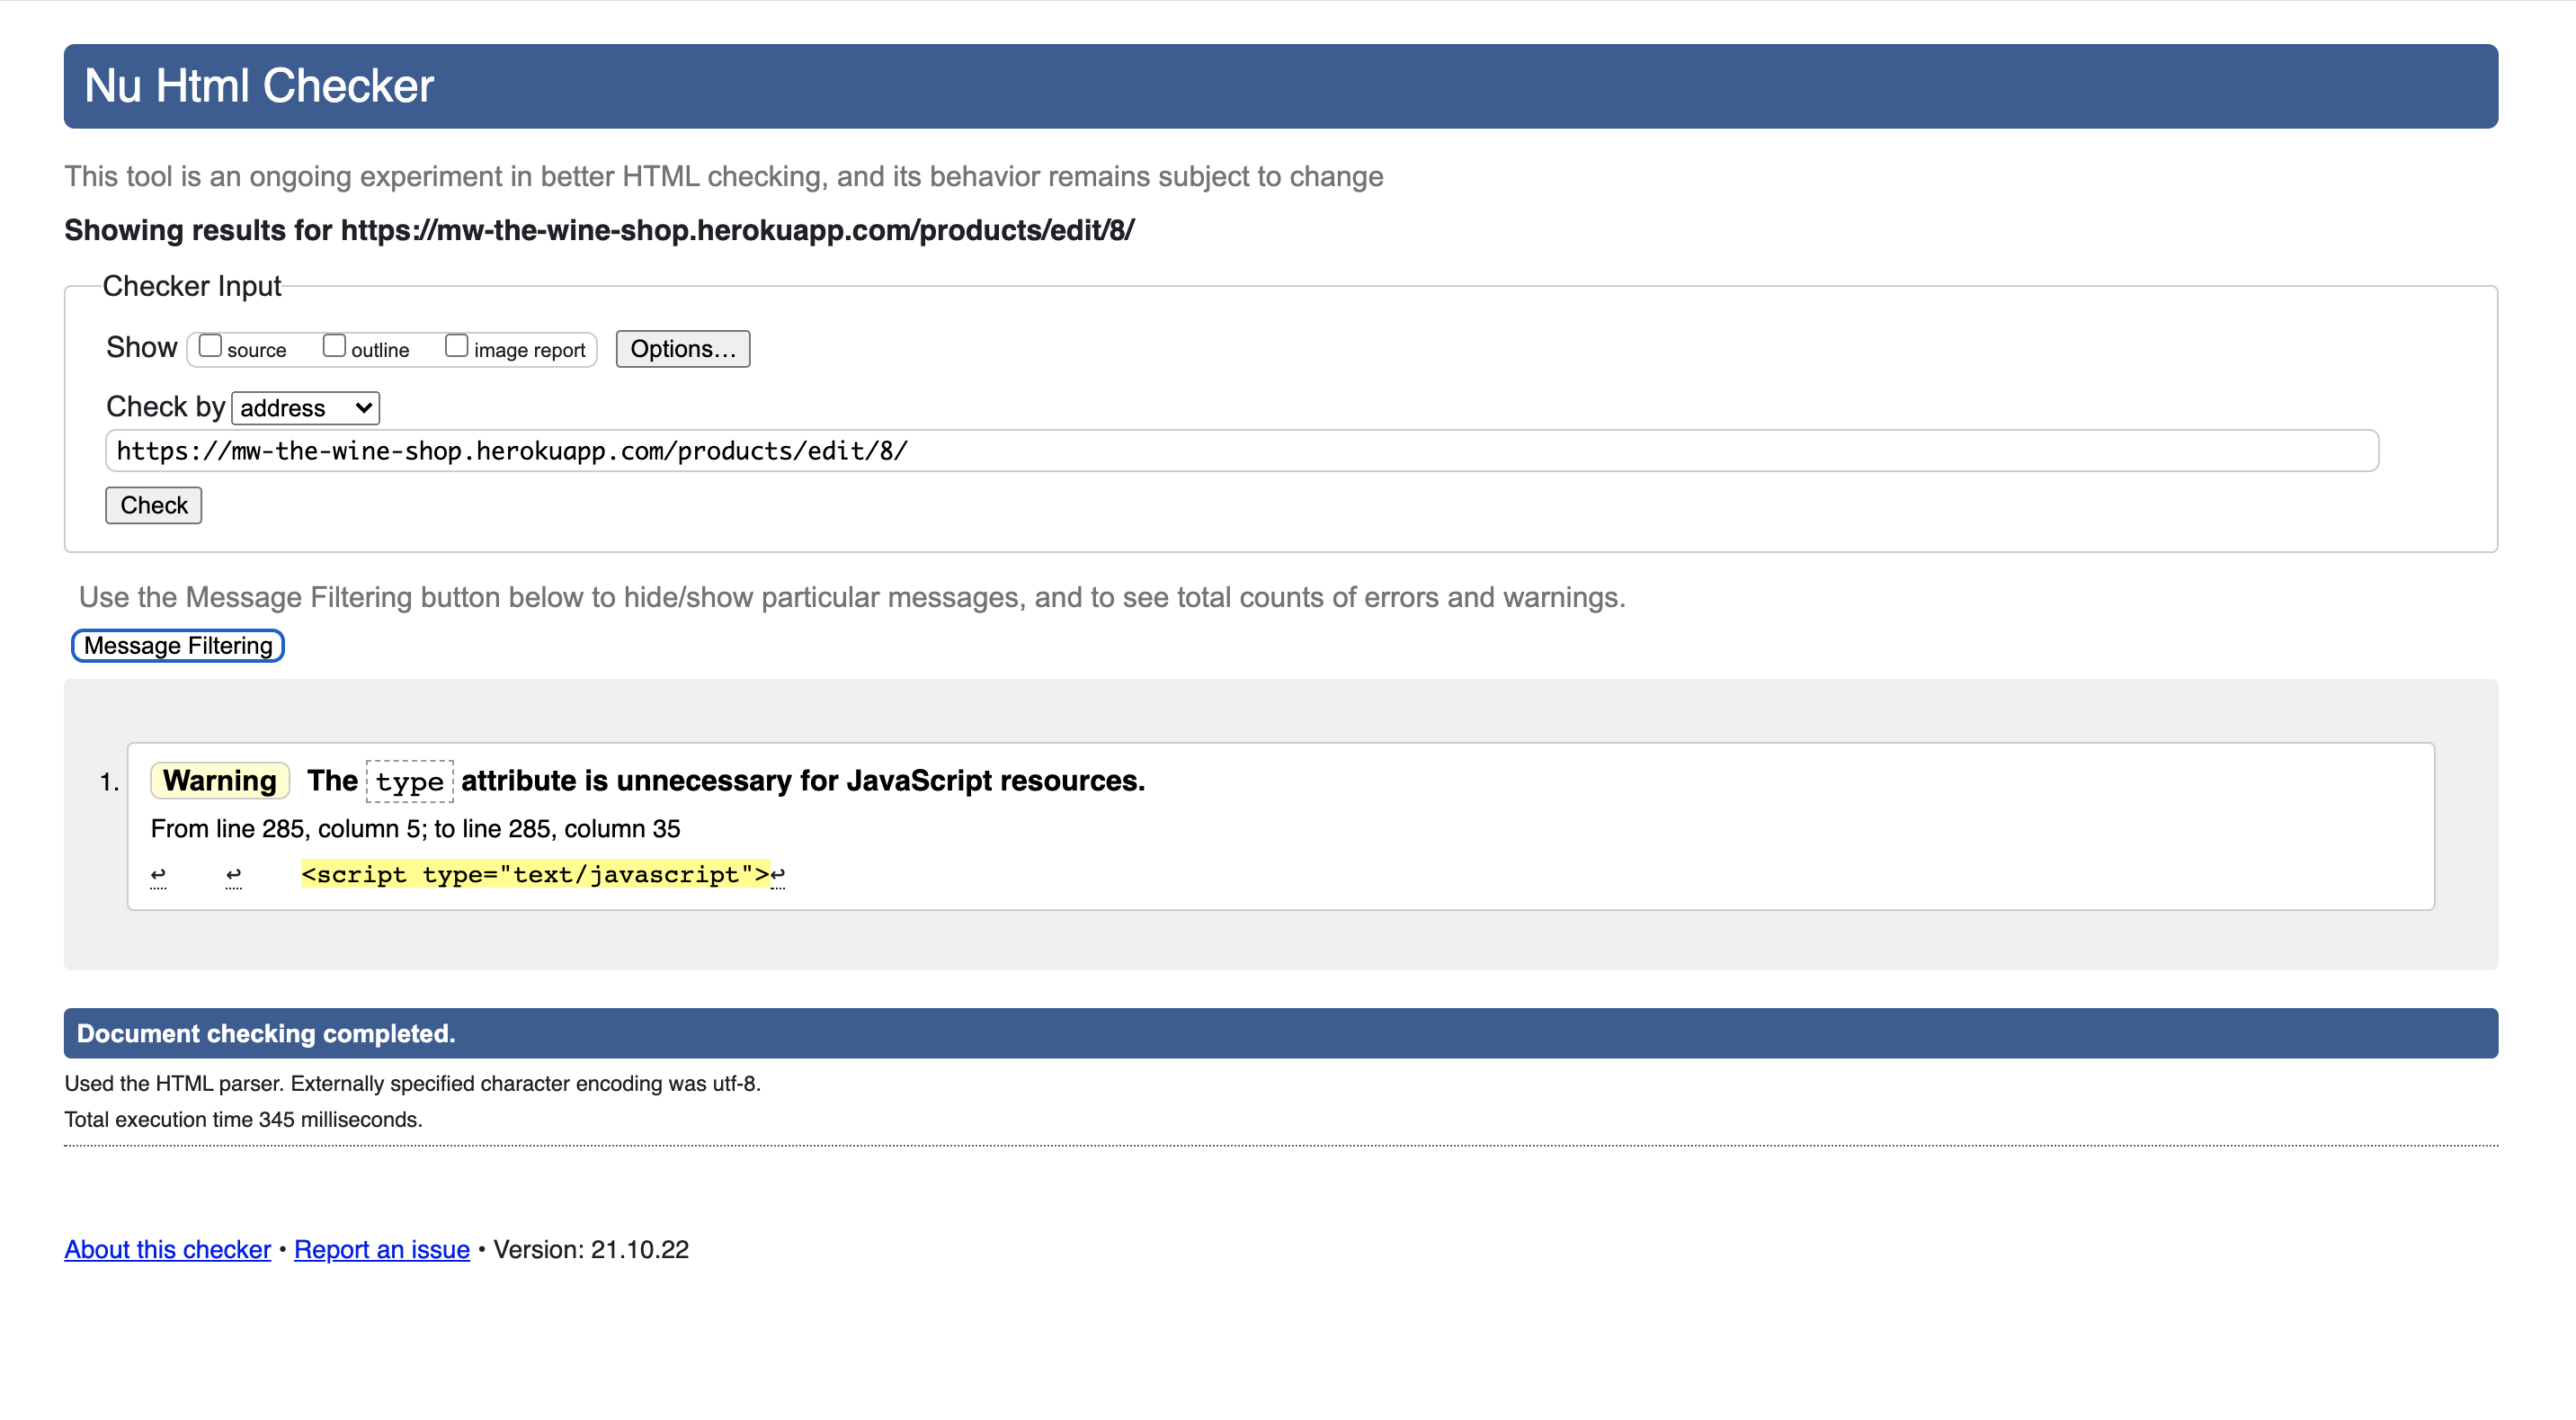 Nu Html Checker
This tool is an ongoing experiment in better HTML checking, and its behavior remains subject to change
Showing results for https://mw-the-wine-shop.herokuapp.com/products/edit/8/
Checker Input
Show source outline image report Options...
Check by address
https://mw-the-wine-shop.herokuapp.com/products/edit/8/
Check
Use the Message Filtering button below to hide/show particular messages, and to see total counts of errors and warnings.
Message Filtering
1. Warning The type attribute is unnecessary for JavaScript resources.
From line 285, column 5; to line 285, column 35
↩ ↩ <script type="text/javascript">↩
Document checking completed.
Used the HTML parser. Externally specified character encoding was utf-8.
Total execution time 345 milliseconds.
About this checker • Report an issue • Version: 21.10.22